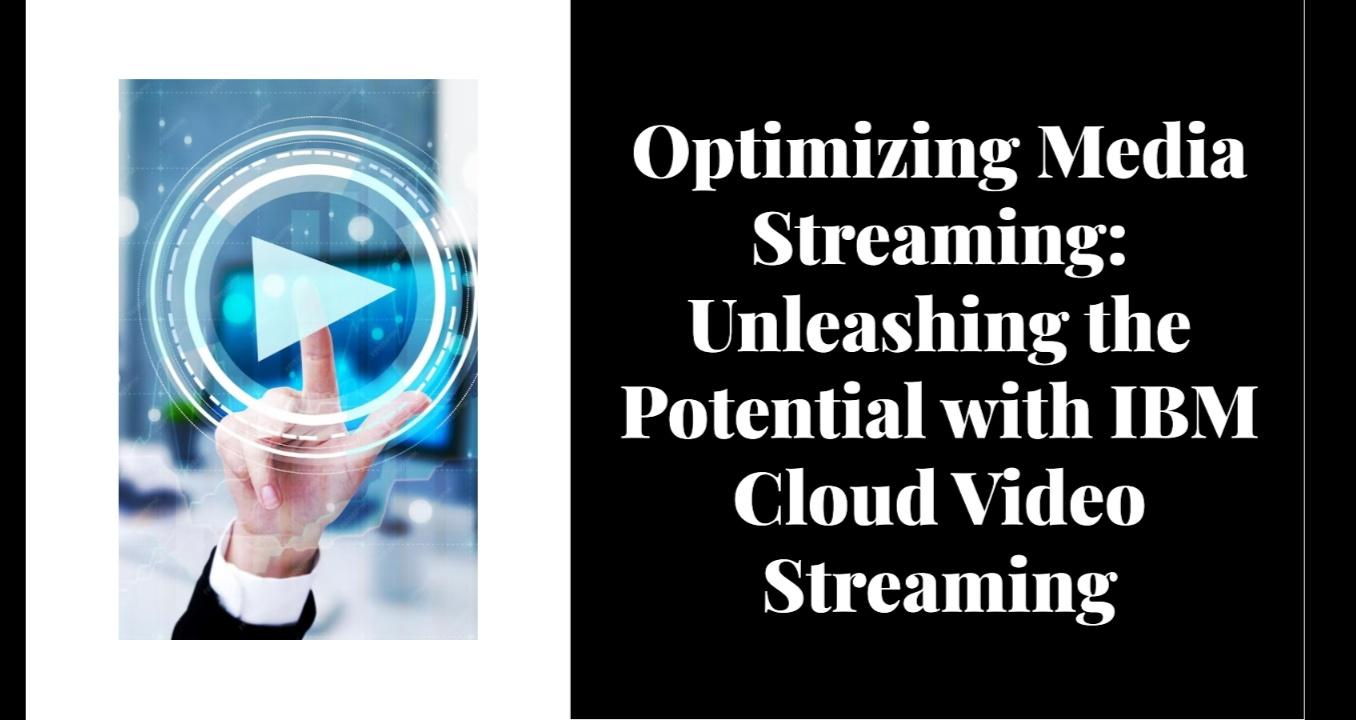 Optimizing Media
Streaming:
Unleashing the
Potential with IBM
Cloud Video
Streaming